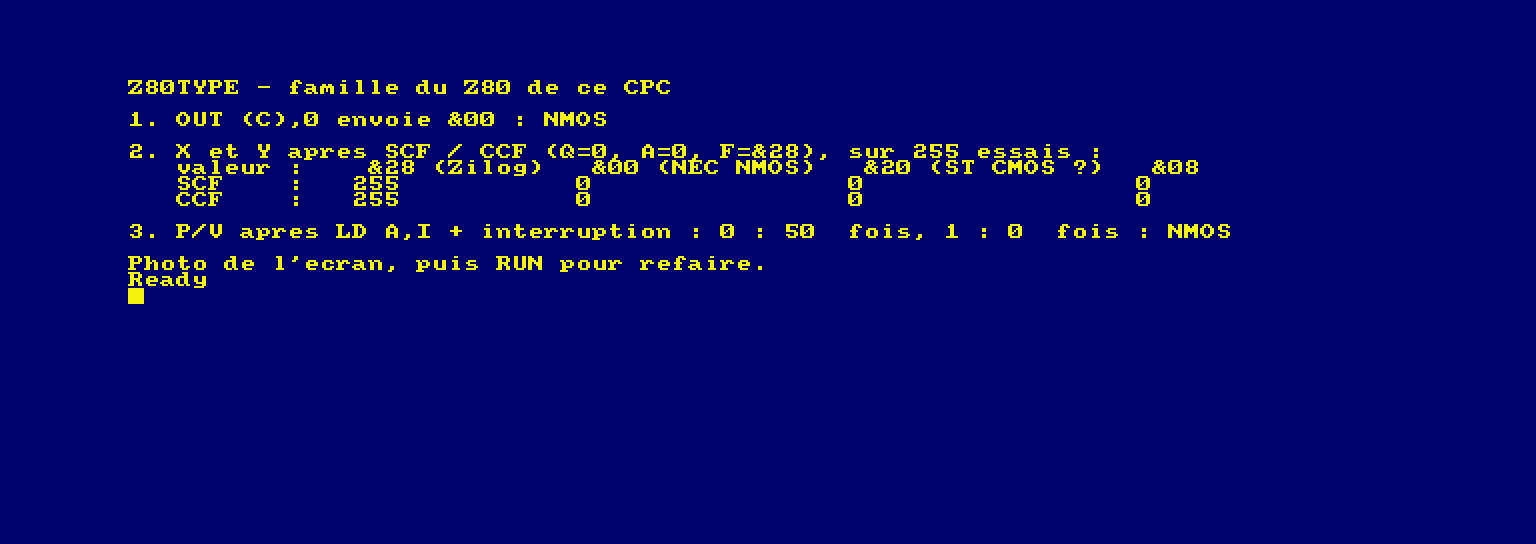 Z80TYPE - famille du Z80 de ce CPC
1. OUT (C),0 envoie &00 : NMOS
2. X et Y apres SCF / CCF (Q=0, A=0, F=&28), sur 255 essais :
valeur : &28 (Zilog) &00 (NEC NMOS) &20 (ST CMOS ?) &08
SCF : 255 0 0 0
CCF : 255 0 0 0
3. P/V apres LD A,I + interruption : 0 : 50 fois, 1 : 0 fois : NMOS
Photo de l'ecran, puis RUN pour refaire.
Ready